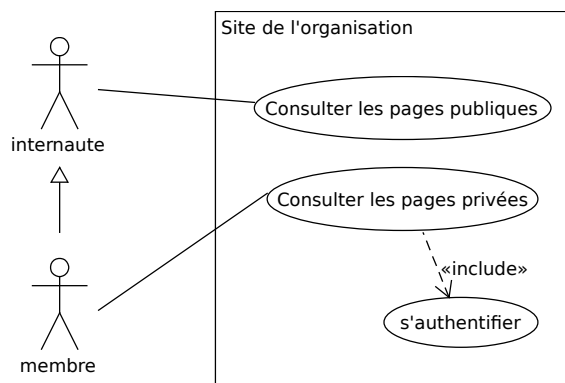 Site de l'organisation
internaute
Consulter les pages publiques
Consulter les pages privées
«include»
s'authentifier
membre